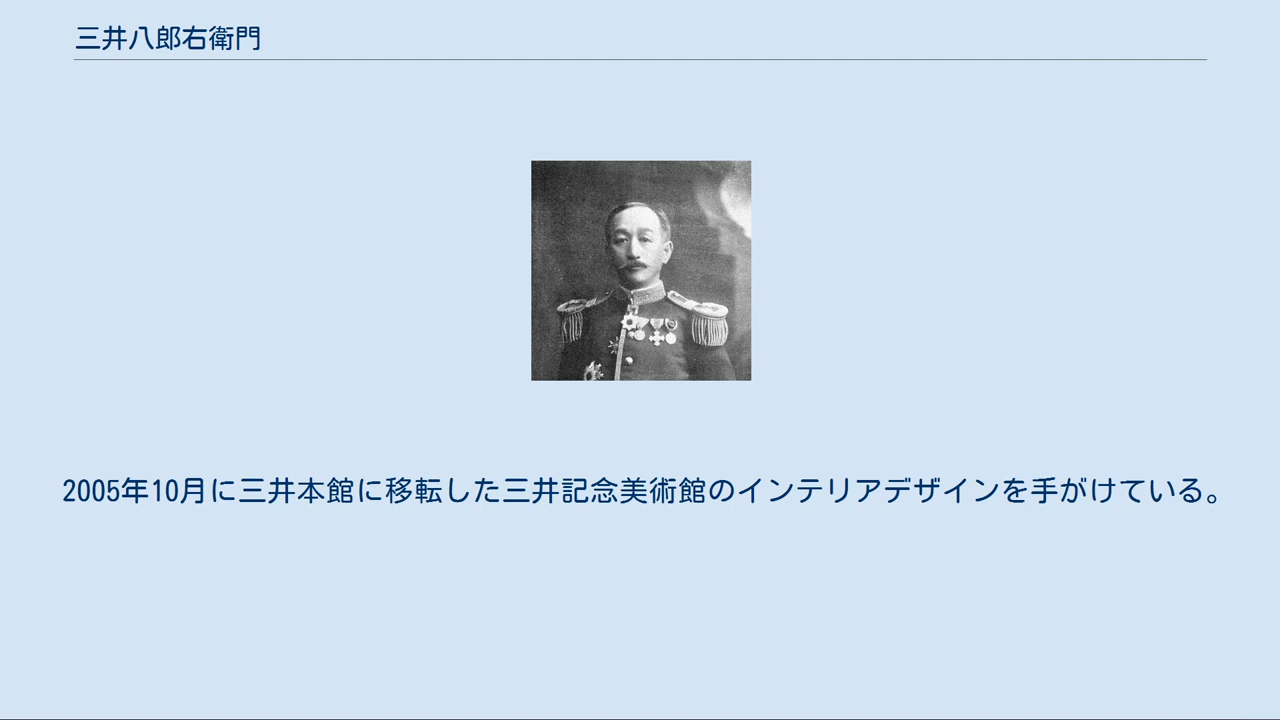 三井八郎右衛門
2005年10月に三井本館に移転した三井記念美術館のインテリアデザインを手がけている。